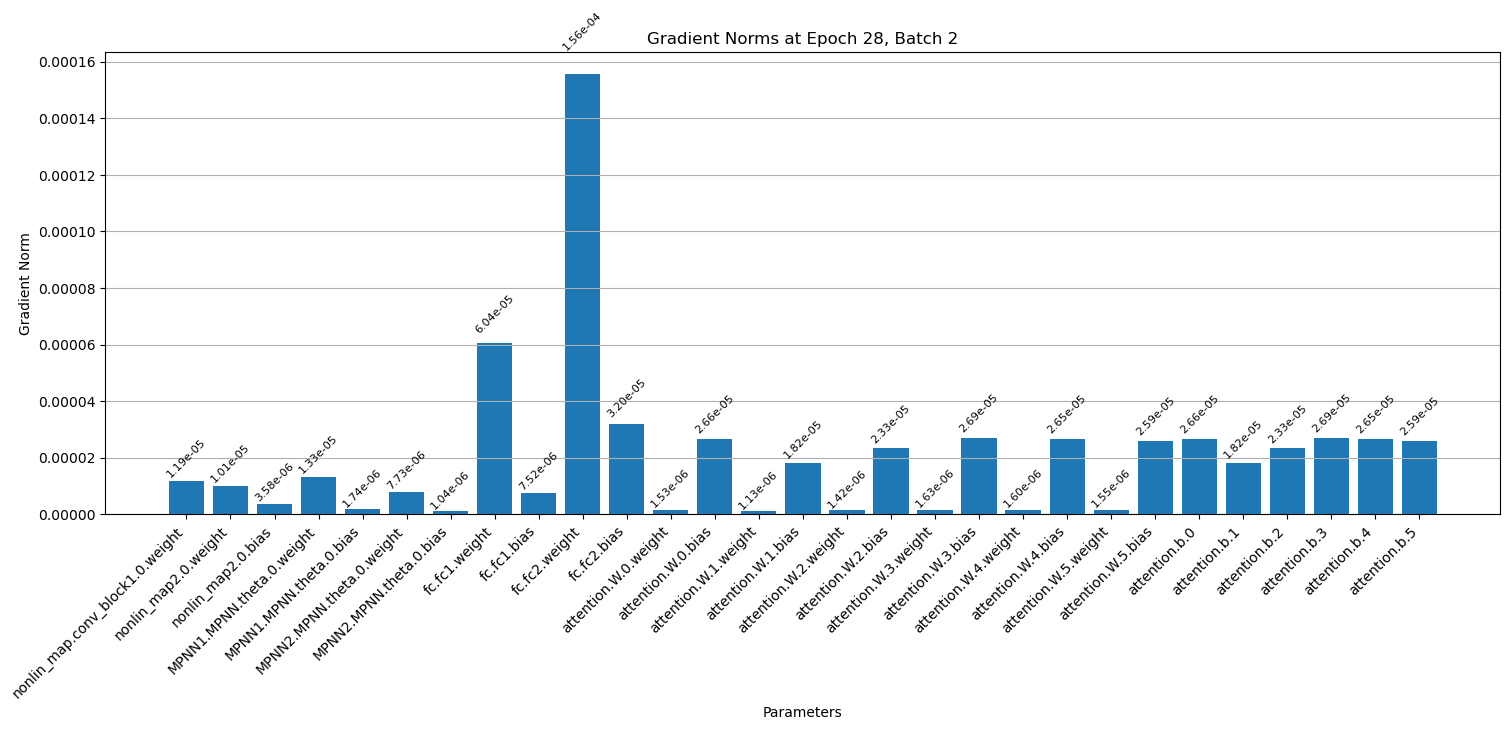 Gradient Norms at Epoch 28, Batch 2
Gradient Norm
0.00016
0.00014
0.00012
0.00010
0.00008
0.00006
0.00004
0.00002
0.00000
1.19e-05
1.01e-05
3.58e-06
1.33e-05
1.74e-06
7.73e-06
1.04e-06
6.04e-05
7.52e-06
1.56e-04
3.20e-05
1.53e-06
2.66e-05
1.13e-06
1.82e-05
1.42e-06
2.33e-05
1.63e-06
2.69e-05
1.60e-06
2.65e-05
1.55e-06
2.59e-05
2.66e-05
1.82e-05
2.33e-05
2.69e-05
2.65e-05
2.59e-05
nonlin_map.conv_block1.0.weight
nonlin_map2.0.weight
nonlin_map2.0.bias
MPNN1.MPNN.theta.0.weight
MPNN1.MPNN.theta.0.bias
MPNN2.MPNN.theta.0.weight
MPNN2.MPNN.theta.0.bias
fc.fc1.weight
fc.fc1.bias
fc.fc2.weight
fc.fc2.bias
attention.W.0.weight
attention.W.0.bias
attention.W.1.weight
attention.W.1.bias
attention.W.2.weight
attention.W.2.bias
attention.W.3.weight
attention.W.3.bias
attention.W.4.weight
attention.W.4.bias
attention.W.5.weight
attention.W.5.bias
attention.b.0
attention.b.1
attention.b.2
attention.b.3
attention.b.4
attention.b.5
Parameters